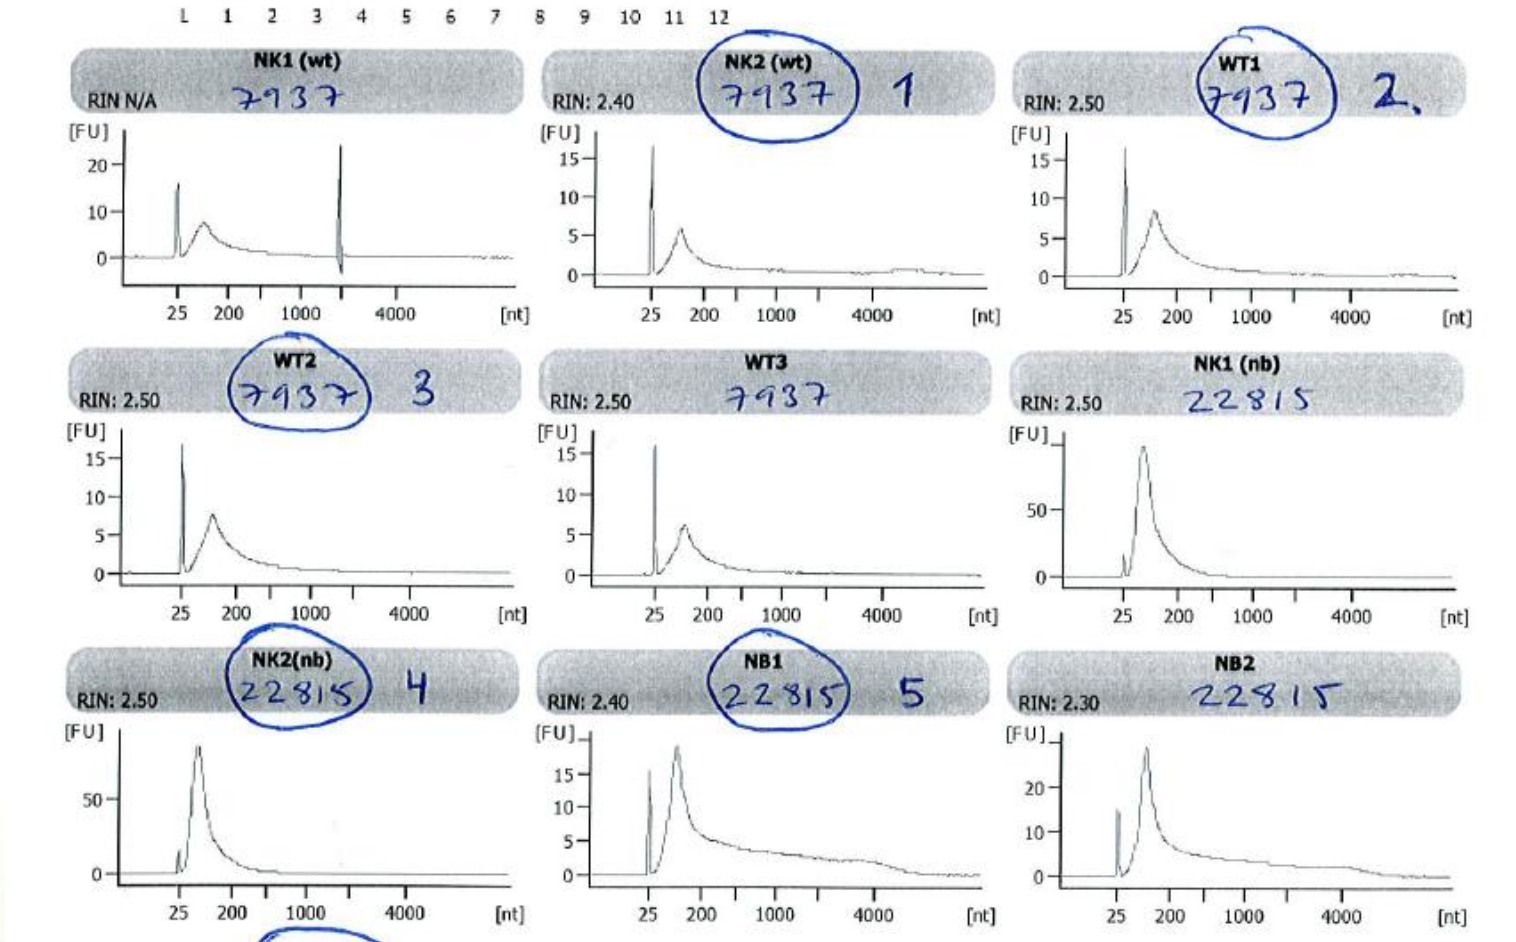 L 1 2 3 4 5 6 7 8 9 10 11 12
NK1 (wt)
RIN N/A 7937
[FU]
20
10
0
25 200 1000 4000 [nt]
NK2 (wt)
RIN: 2.40 7937 1
[FU]
15
10
5
0
25 200 1000 4000 [nt]
WT1
RIN: 2.50 7937 2.
[FU]
15
10
5
0
25 200 1000 4000 [nt]
WT2
RIN: 2.50 7937 3
[FU]
15
10
5
0
25 200 1000 4000 [nt]
WT3
RIN: 2.50 7937
[FU]
15
10
5
0
25 200 1000 4000 [nt]
NK1 (nb)
RIN: 2.50 22815
[FU]
50
0
25 200 1000 4000 [nt]
NK2(nb)
RIN: 2.50 22815 4
[FU]
50
0
25 200 1000 4000 [nt]
NB1
RIN: 2.40 22815 5
[FU]
15
10
5
0
25 200 1000 4000 [nt]
NB2
RIN: 2.30 22815
[FU]
20
10
0
25 200 1000 4000 [nt]